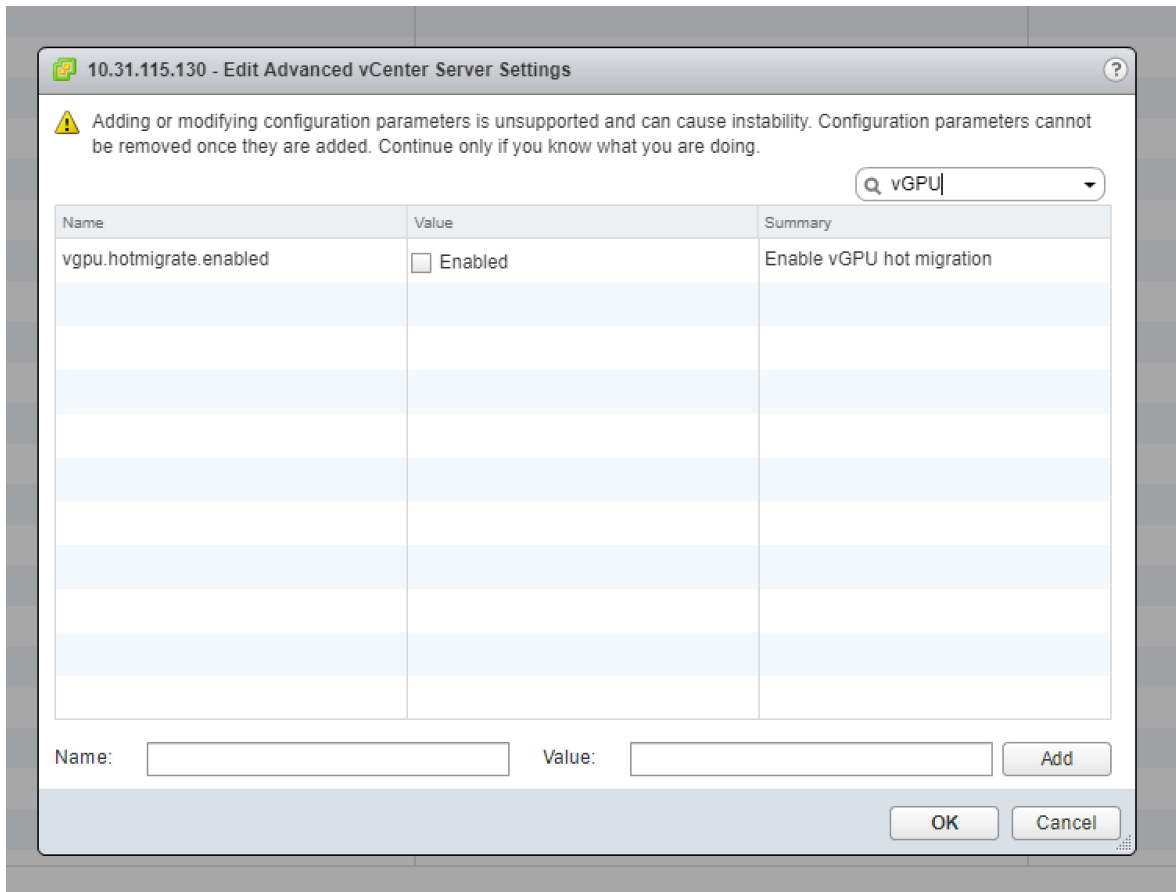 10.31.115.130 - Edit Advanced vCenter Server Settings
?
Adding or modifying configuration parameters is unsupported and can cause instability. Configuration parameters cannot
be removed once they are added. Continue only if you know what you are doing.
vGPU
Name Value Summary
vgpu.hotmigrate.enabled Enabled Enable vGPU hot migration
Name: Value: Add
OK Cancel